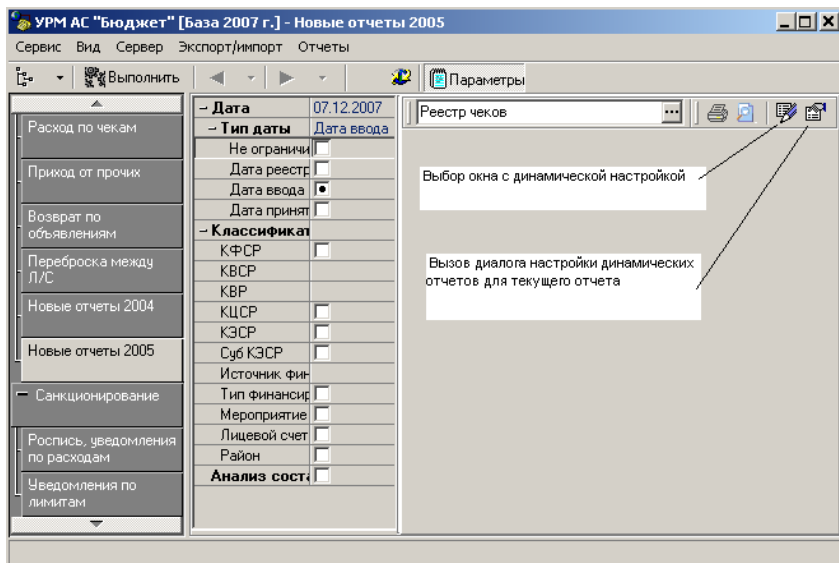 УРМ АС "Бюджет" [База 2007 г.] - Новые отчеты 2005
Сервис Вид Сервер Экспорт/импорт Отчеты
Выполнить Параметры
Расход по чекам
Приход от прочих
Возврат по
объявлениям
Переброска между
Л/С
Новые отчеты 2004
Новые отчеты 2005
Санкционирование
Роспись, уведомления
по расходам
Уведомления по
лимитам
Дата 07.12.2007
Тип даты Дата ввода
Не ограничи
Дата реестр
Дата ввода
Дата принят
Классификат
КФСР
КВСР
КВР
КЦСР
КЭСР
Суб КЭСР
Источник фин
Тип финансир
Мероприятие
Лицевой счет
Район
Анализ соста
Реестр чеков ...
Выбор окна с динамической настройкой
Вызов диалога настройки динамических
отчетов для текущего отчета